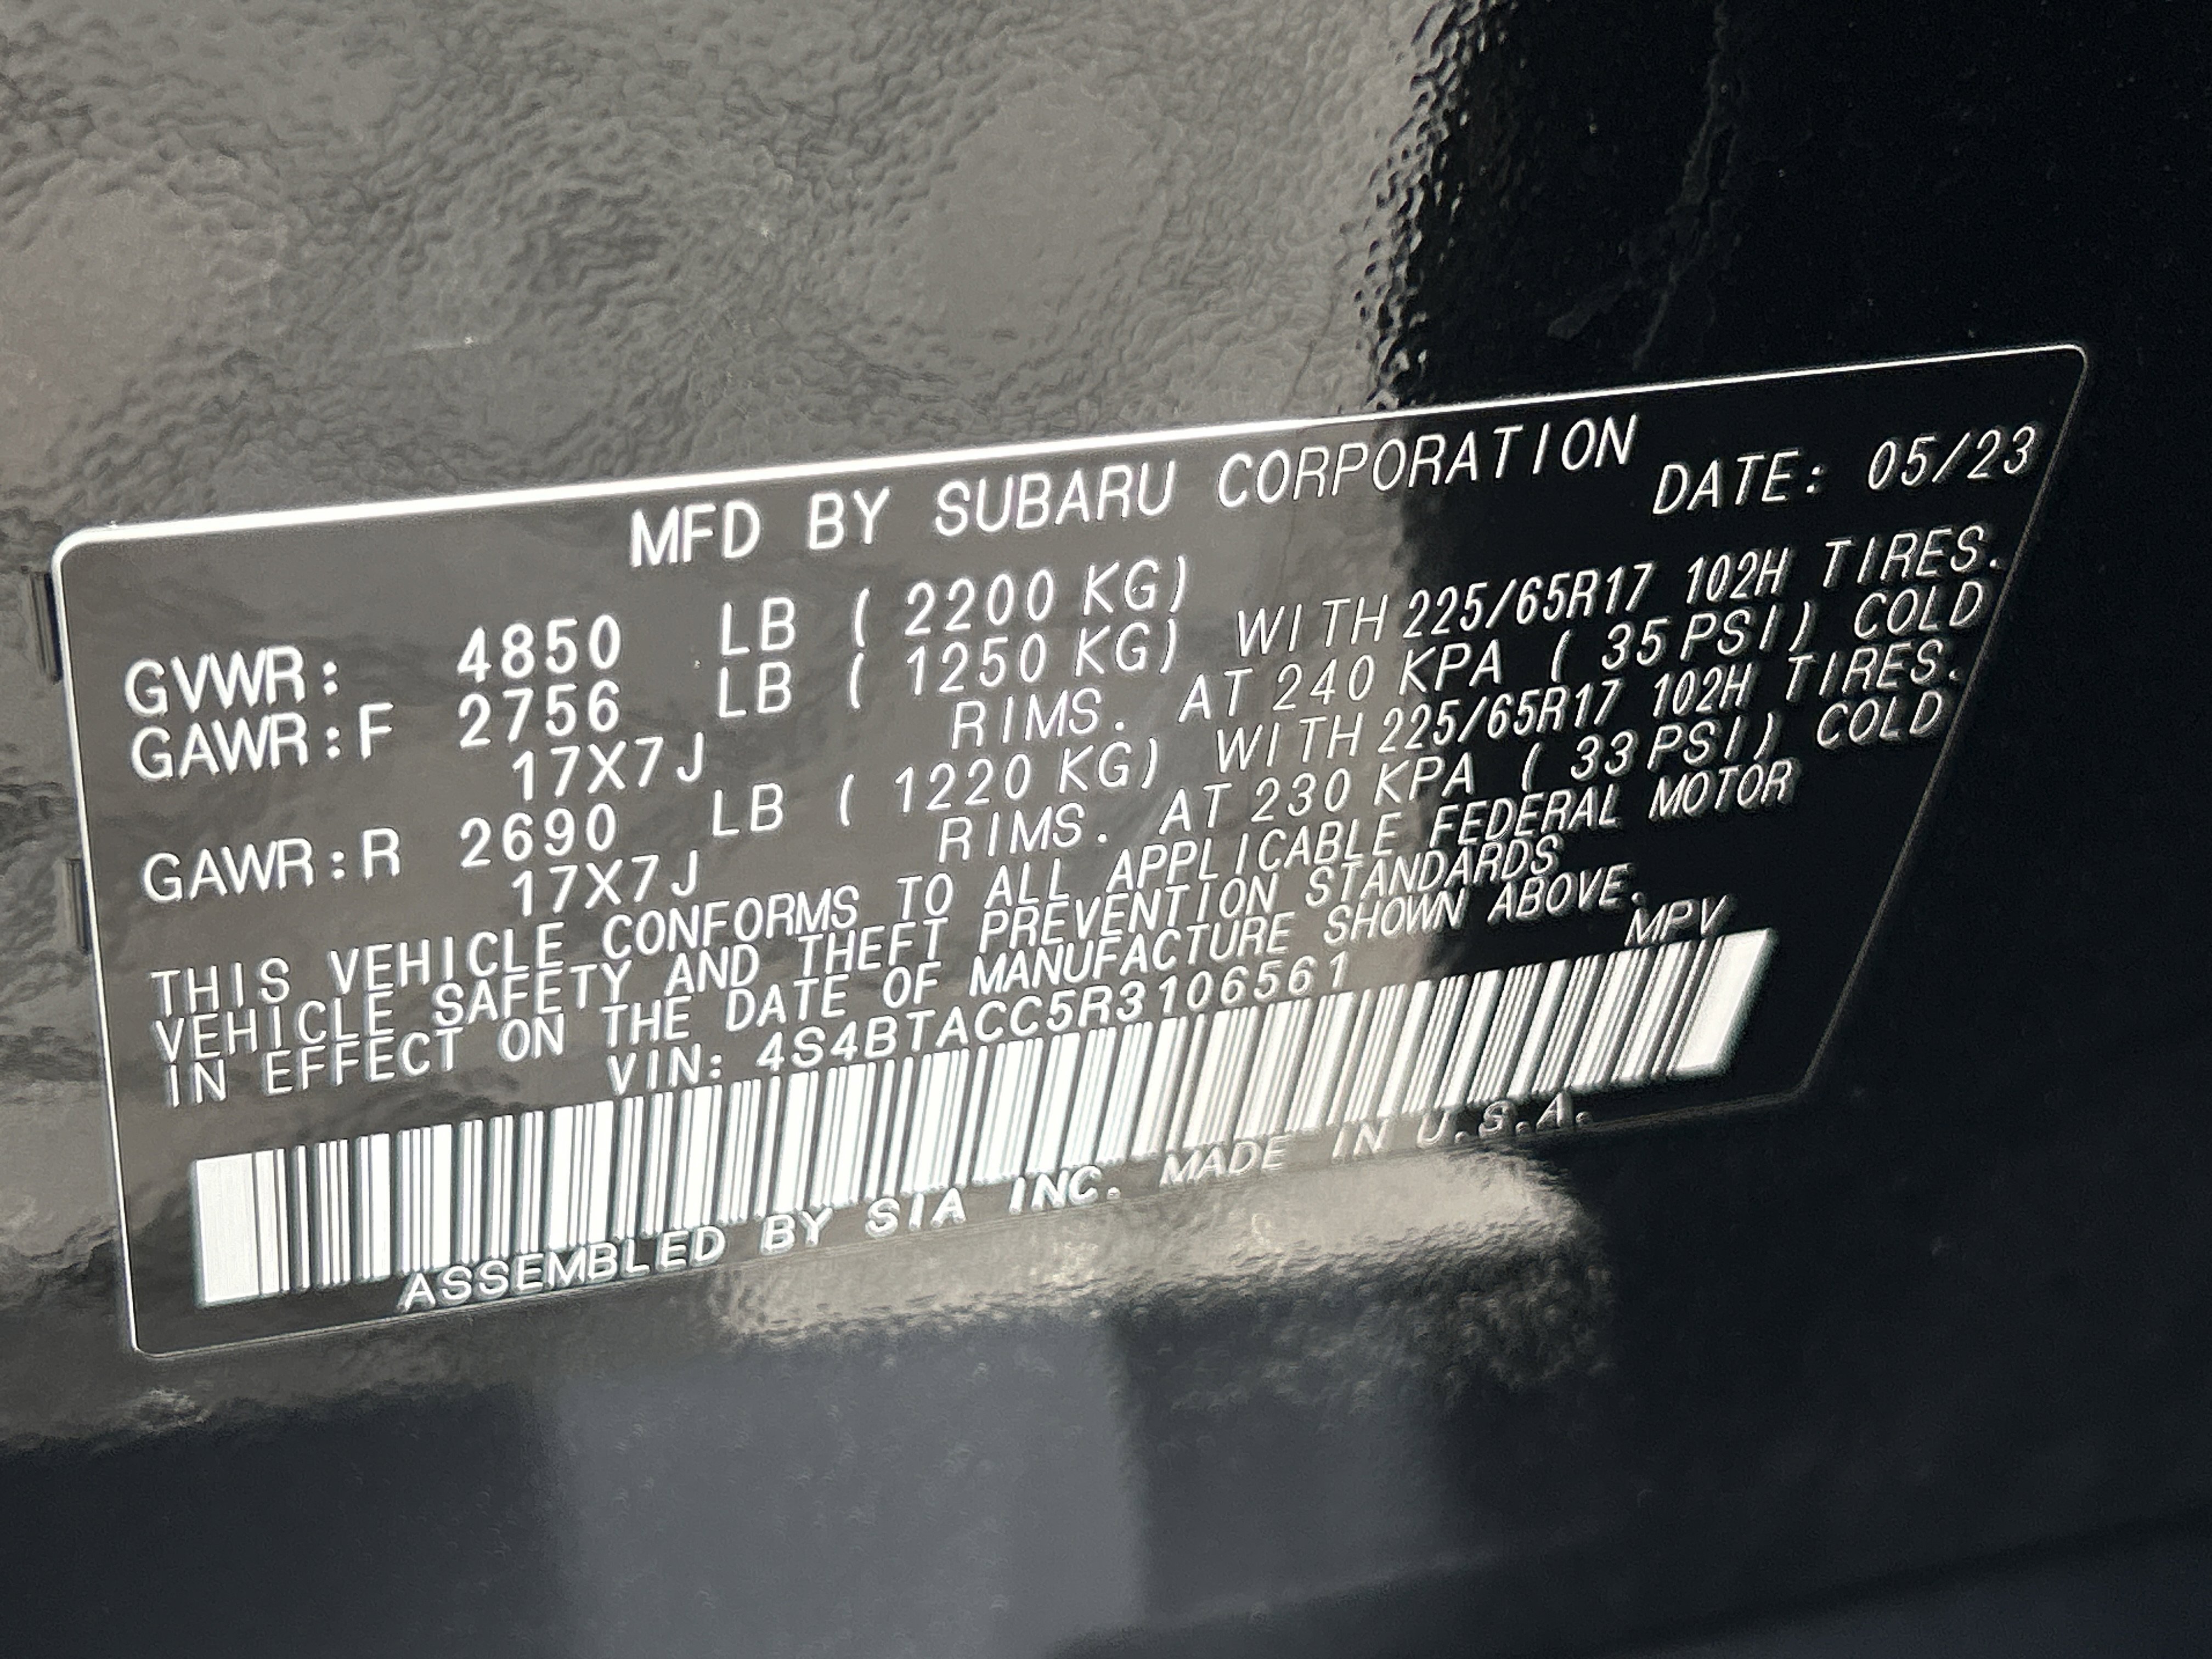 MFD BY SUBARU CORPORATION
DATE: 05/23
GVWR: 4850 LB ( 2200 KG)
GAWR:F 2756 LB ( 1250 KG) WITH 225/65R17 102H TIRES.
17X7J RIMS. AT 240 KPA ( 35 PSI) COLD
GAWR:R 2690 LB ( 1220 KG) WITH 225/65R17 102H TIRES.
17X7J RIMS. AT 230 KPA ( 33 PSI) COLD
THIS VEHICLE CONFORMS TO ALL APPLICABLE FEDERAL MOTOR
VEHICLE SAFETY AND THEFT PREVENTION STANDARDS
IN EFFECT ON THE DATE OF MANUFACTURE SHOWN ABOVE.
VIN: 4S4BTACC5R3106561 MPV
ASSEMBLED BY SIA INC. MADE IN U.S.A.